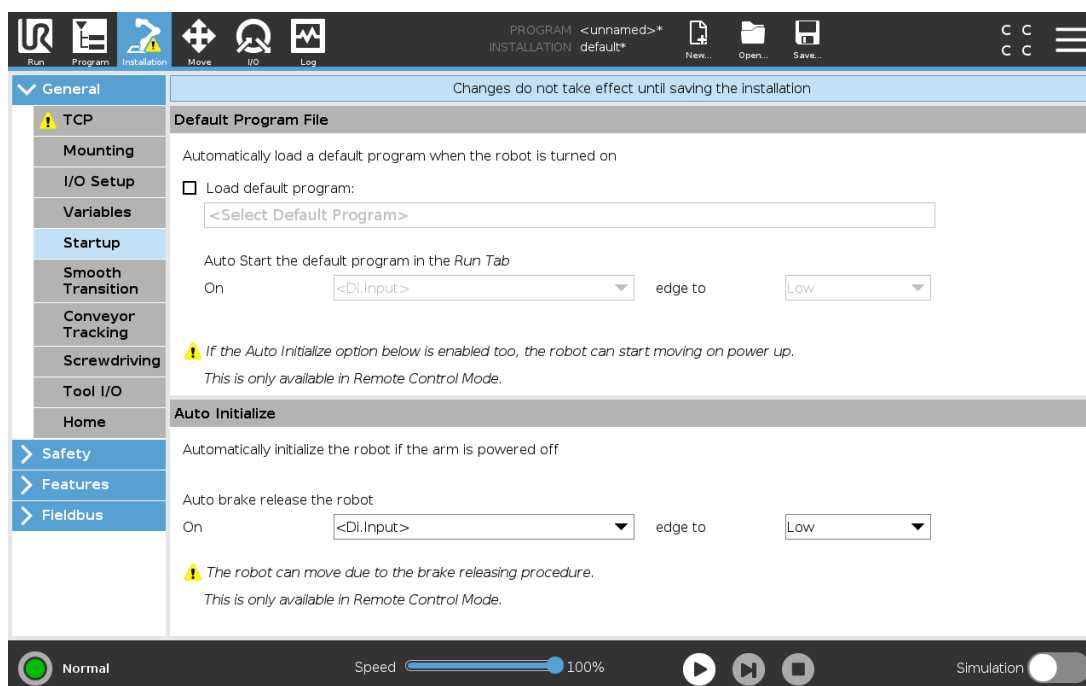 PROGRAM <unnamed>*
INSTALLATION default*
C C
C C
Run Program Installation Move I/O Log New... Open... Save...
General
Changes do not take effect until saving the installation
TCP
Default Program File
Mounting
Automatically load a default program when the robot is turned on
I/O Setup
Load default program:
Variables
<Select Default Program>
Startup
Auto Start the default program in the Run Tab
Smooth
Transition
On <Di.Input> edge to Low
Conveyor
Tracking
Screwdriving
If the Auto Initialize option below is enabled too, the robot can start moving on power up.
This is only available in Remote Control Mode.
Tool I/O
Home
Auto Initialize
Safety
Automatically initialize the robot if the arm is powered off
Features
Auto brake release the robot
Fieldbus
On <Di.Input> edge to Low
The robot can move due to the brake releasing procedure.
This is only available in Remote Control Mode.
Normal Speed 100% Simulation